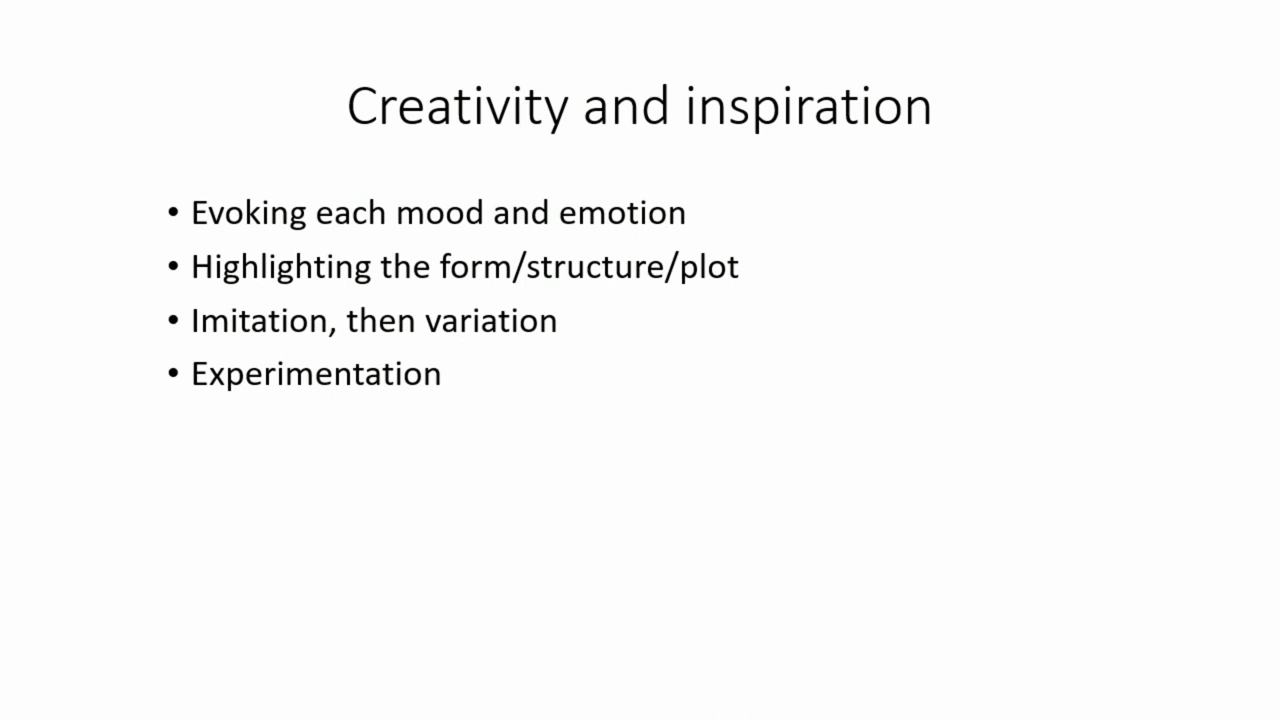 Creativity and inspiration
• Evoking each mood and emotion
• Highlighting the form/structure/plot
• Imitation, then variation
• Experimentation